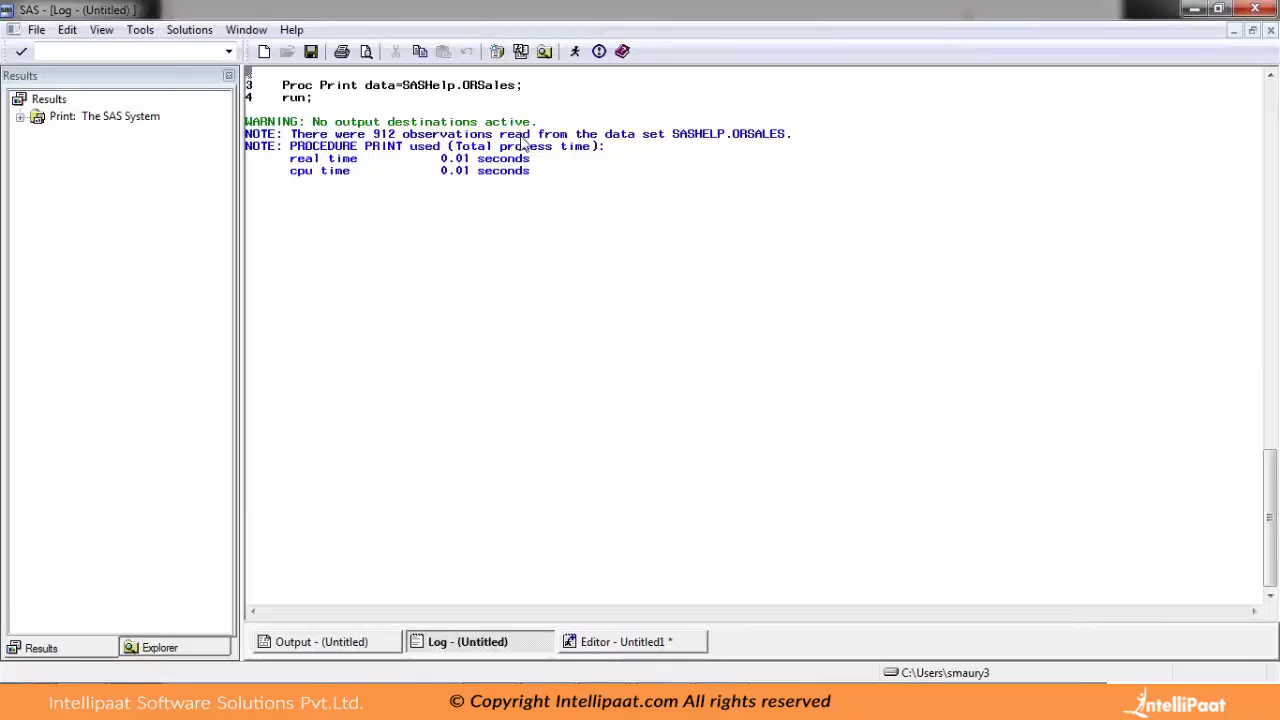 SAS - [Log - (Untitled) ]
File Edit View Tools Solutions Window Help
Results
Results
Print: The SAS System
3 Proc Print data=SASHelp.ORSales;
4 run;
WARNING: No output destinations active.
NOTE: There were 912 observations read from the data set SASHELP.ORSALES.
NOTE: PROCEDURE PRINT used (Total process time):
real time 0.01 seconds
cpu time 0.01 seconds
Results Explorer
Output - (Untitled) Log - (Untitled) Editor - Untitled1 *
C:\Users\smaury3
Intellipaat Software Solutions Pvt.Ltd. © Copyright Intellipaat.com All rights reserved IntelliPaat